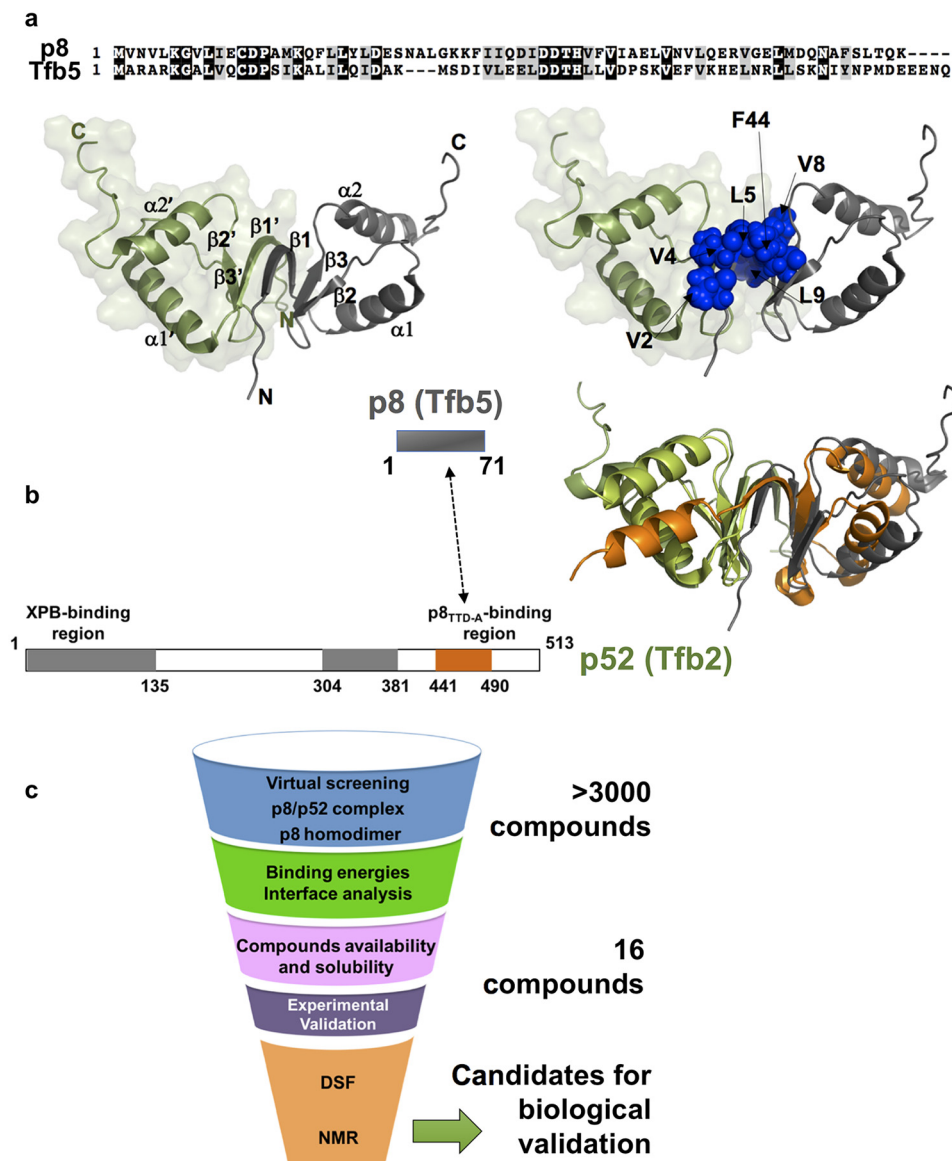 a
p8 1 MVNVLKGVLIECDPAMKQFLLYLDESNALGKKFIIQDIDDTHVFVIAELVNVLQERVGELMDQNAFSLTQK----
Tfb5 1 MARARKGALVQCDPSIKALILQIDAK---MSDIVLEELDDTHLLVDPSKVEFVKHELNRLLSKNIYNPMDEEENQ
C
C
α2'
β2'
β1'
β1
α2
β3'
β3
β2
α1'
N
α1
N
F44
V8
L5
V4
L9
V2
p8 (Tfb5)
1 71
b
XPB-binding
region
p8TTD-A-binding
region
1 513
135 304 381 441 490
p52 (Tfb2)
c
Virtual screening
p8/p52 complex
p8 homodimer
>3000
compounds
Binding energies
Interface analysis
Compounds availability
and solubility
16
compounds
Experimental
Validation
DSF
NMR
Candidates for
biological
validation